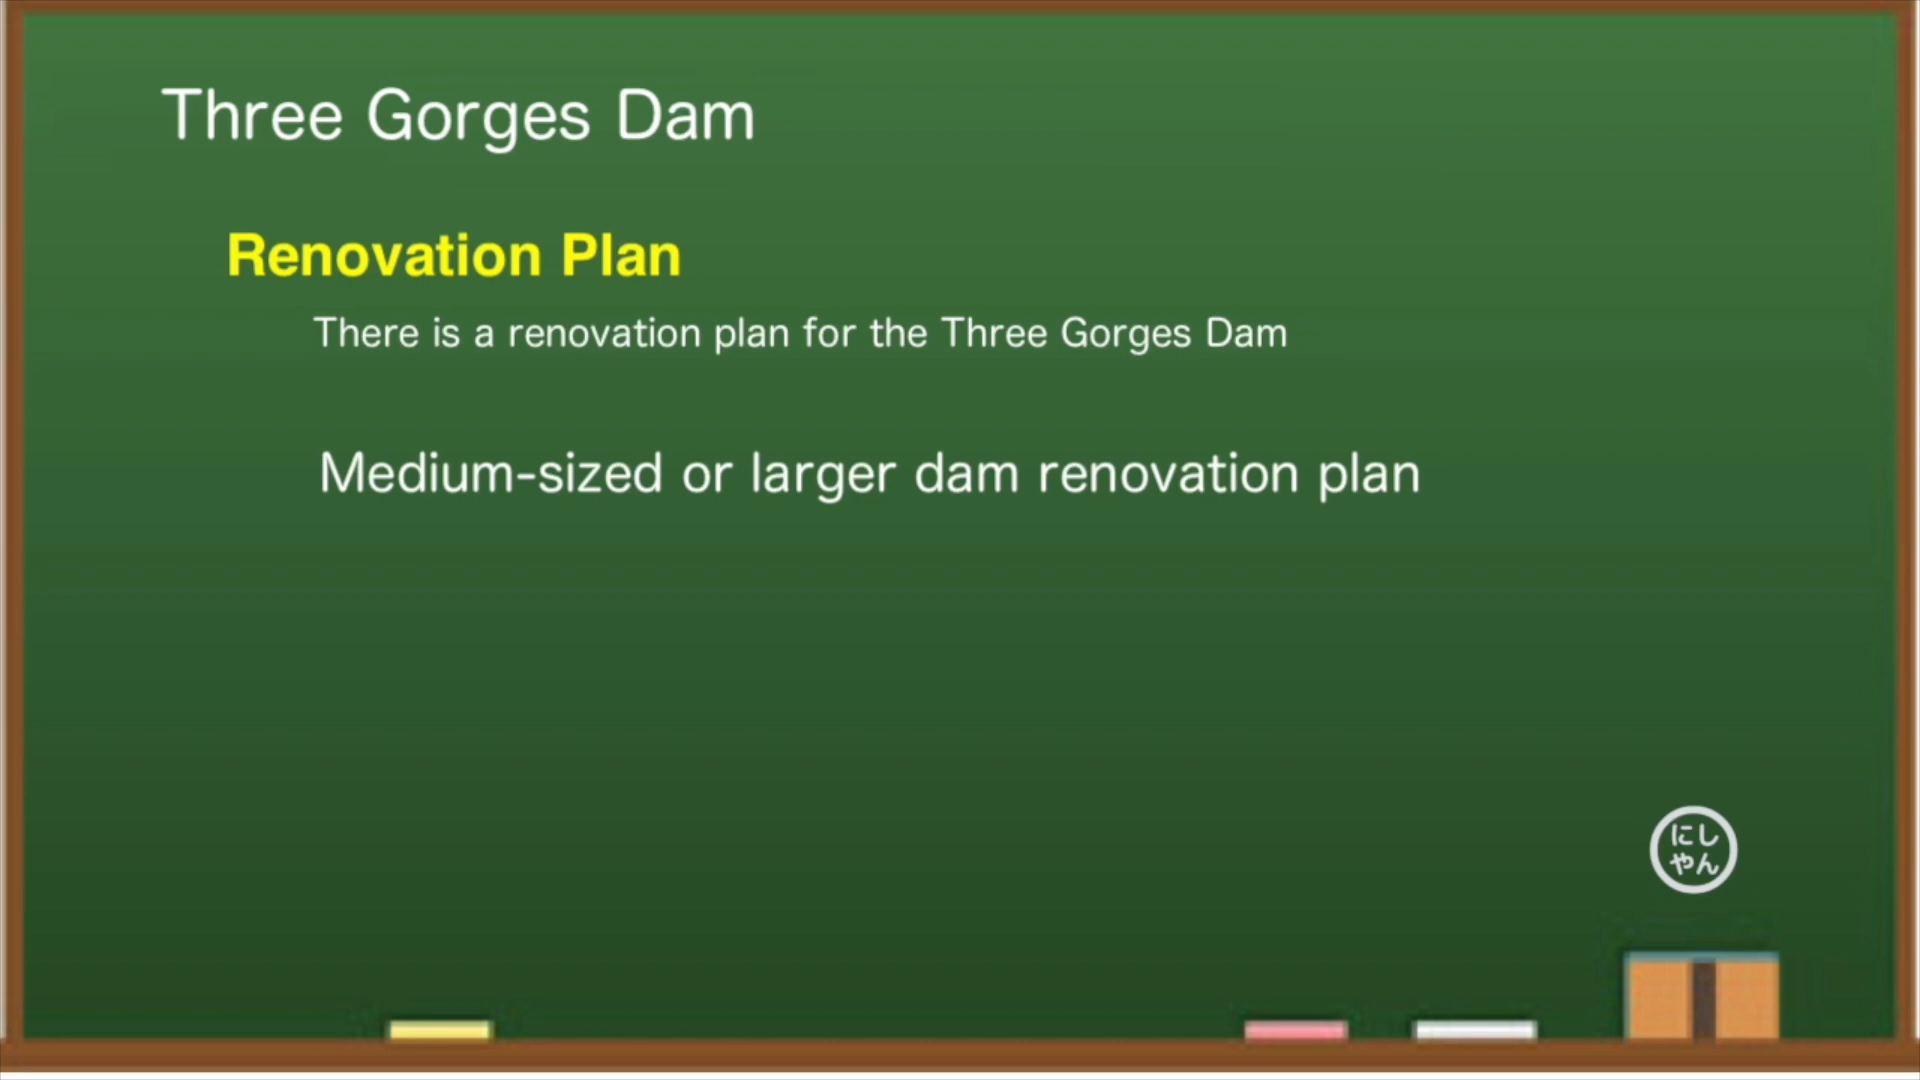 Three Gorges Dam
Renovation Plan
There is a renovation plan for the Three Gorges Dam
Medium-sized or larger dam renovation plan
にし
やん